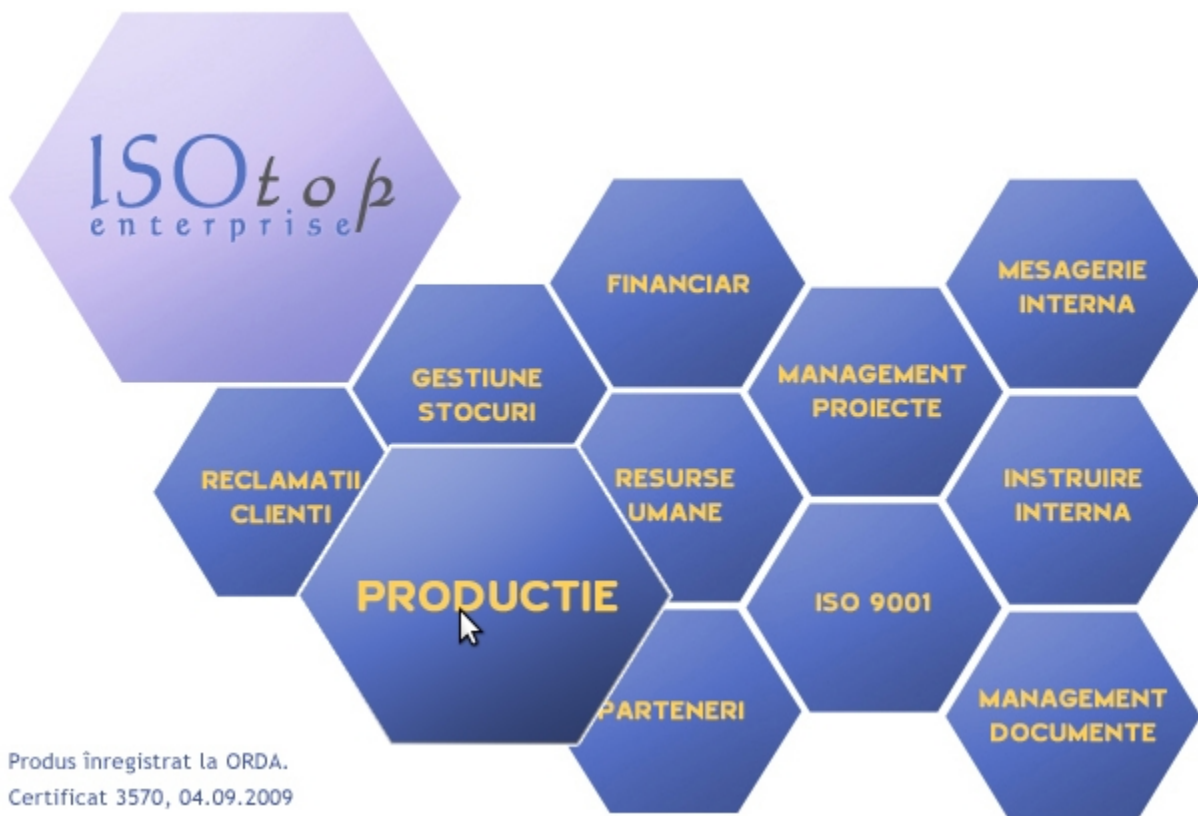 ISOtop
enterprise
FINANCIAR
MESAGERIE
INTERNA
GESTIUNE
STOCURI
MANAGEMENT
PROIECTE
RECLAMATII
CLIENTI
RESURSE
UMANE
INSTRUIRE
INTERNA
PRODUCTIE
ISO 9001
PARTENERI
MANAGEMENT
DOCUMENTE
Produs înregistrat la ORDA.
Certificat 3570, 04.09.2009